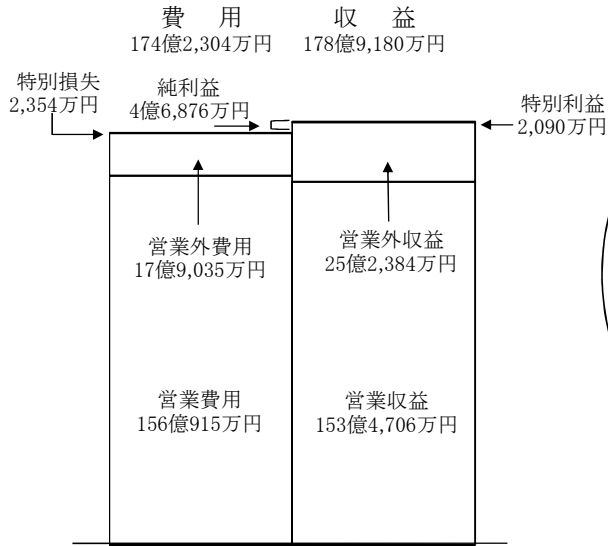 費　用
174億2,304万円
収　益
178億9,180万円
特別損失
2,354万円
純利益
4億6,876万円
特別利益
2,090万円
営業外費用
17億9,035万円
営業外収益
25億2,384万円
営業費用
156億915万円
営業収益
153億4,706万円